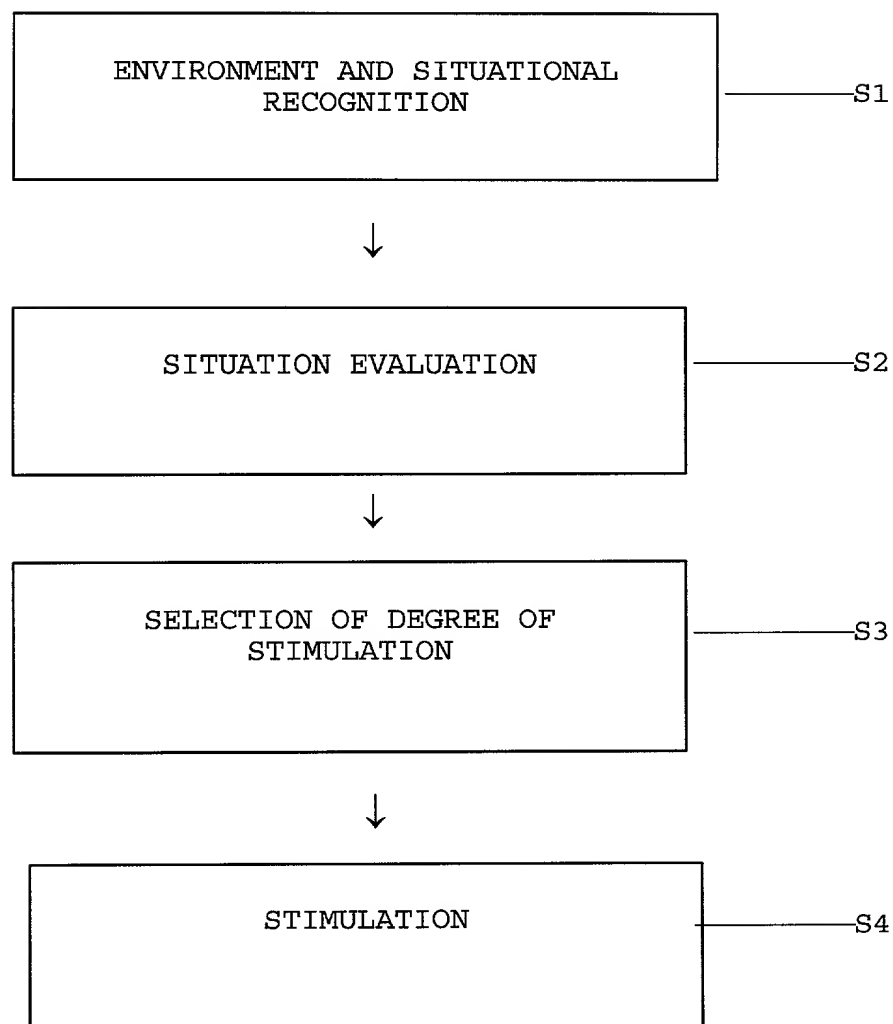 ENVIRONMENT AND SITUATIONAL
RECOGNITION
S1
SITUATION EVALUATION
S2
SELECTION OF DEGREE OF
STIMULATION
S3
STIMULATION
S4